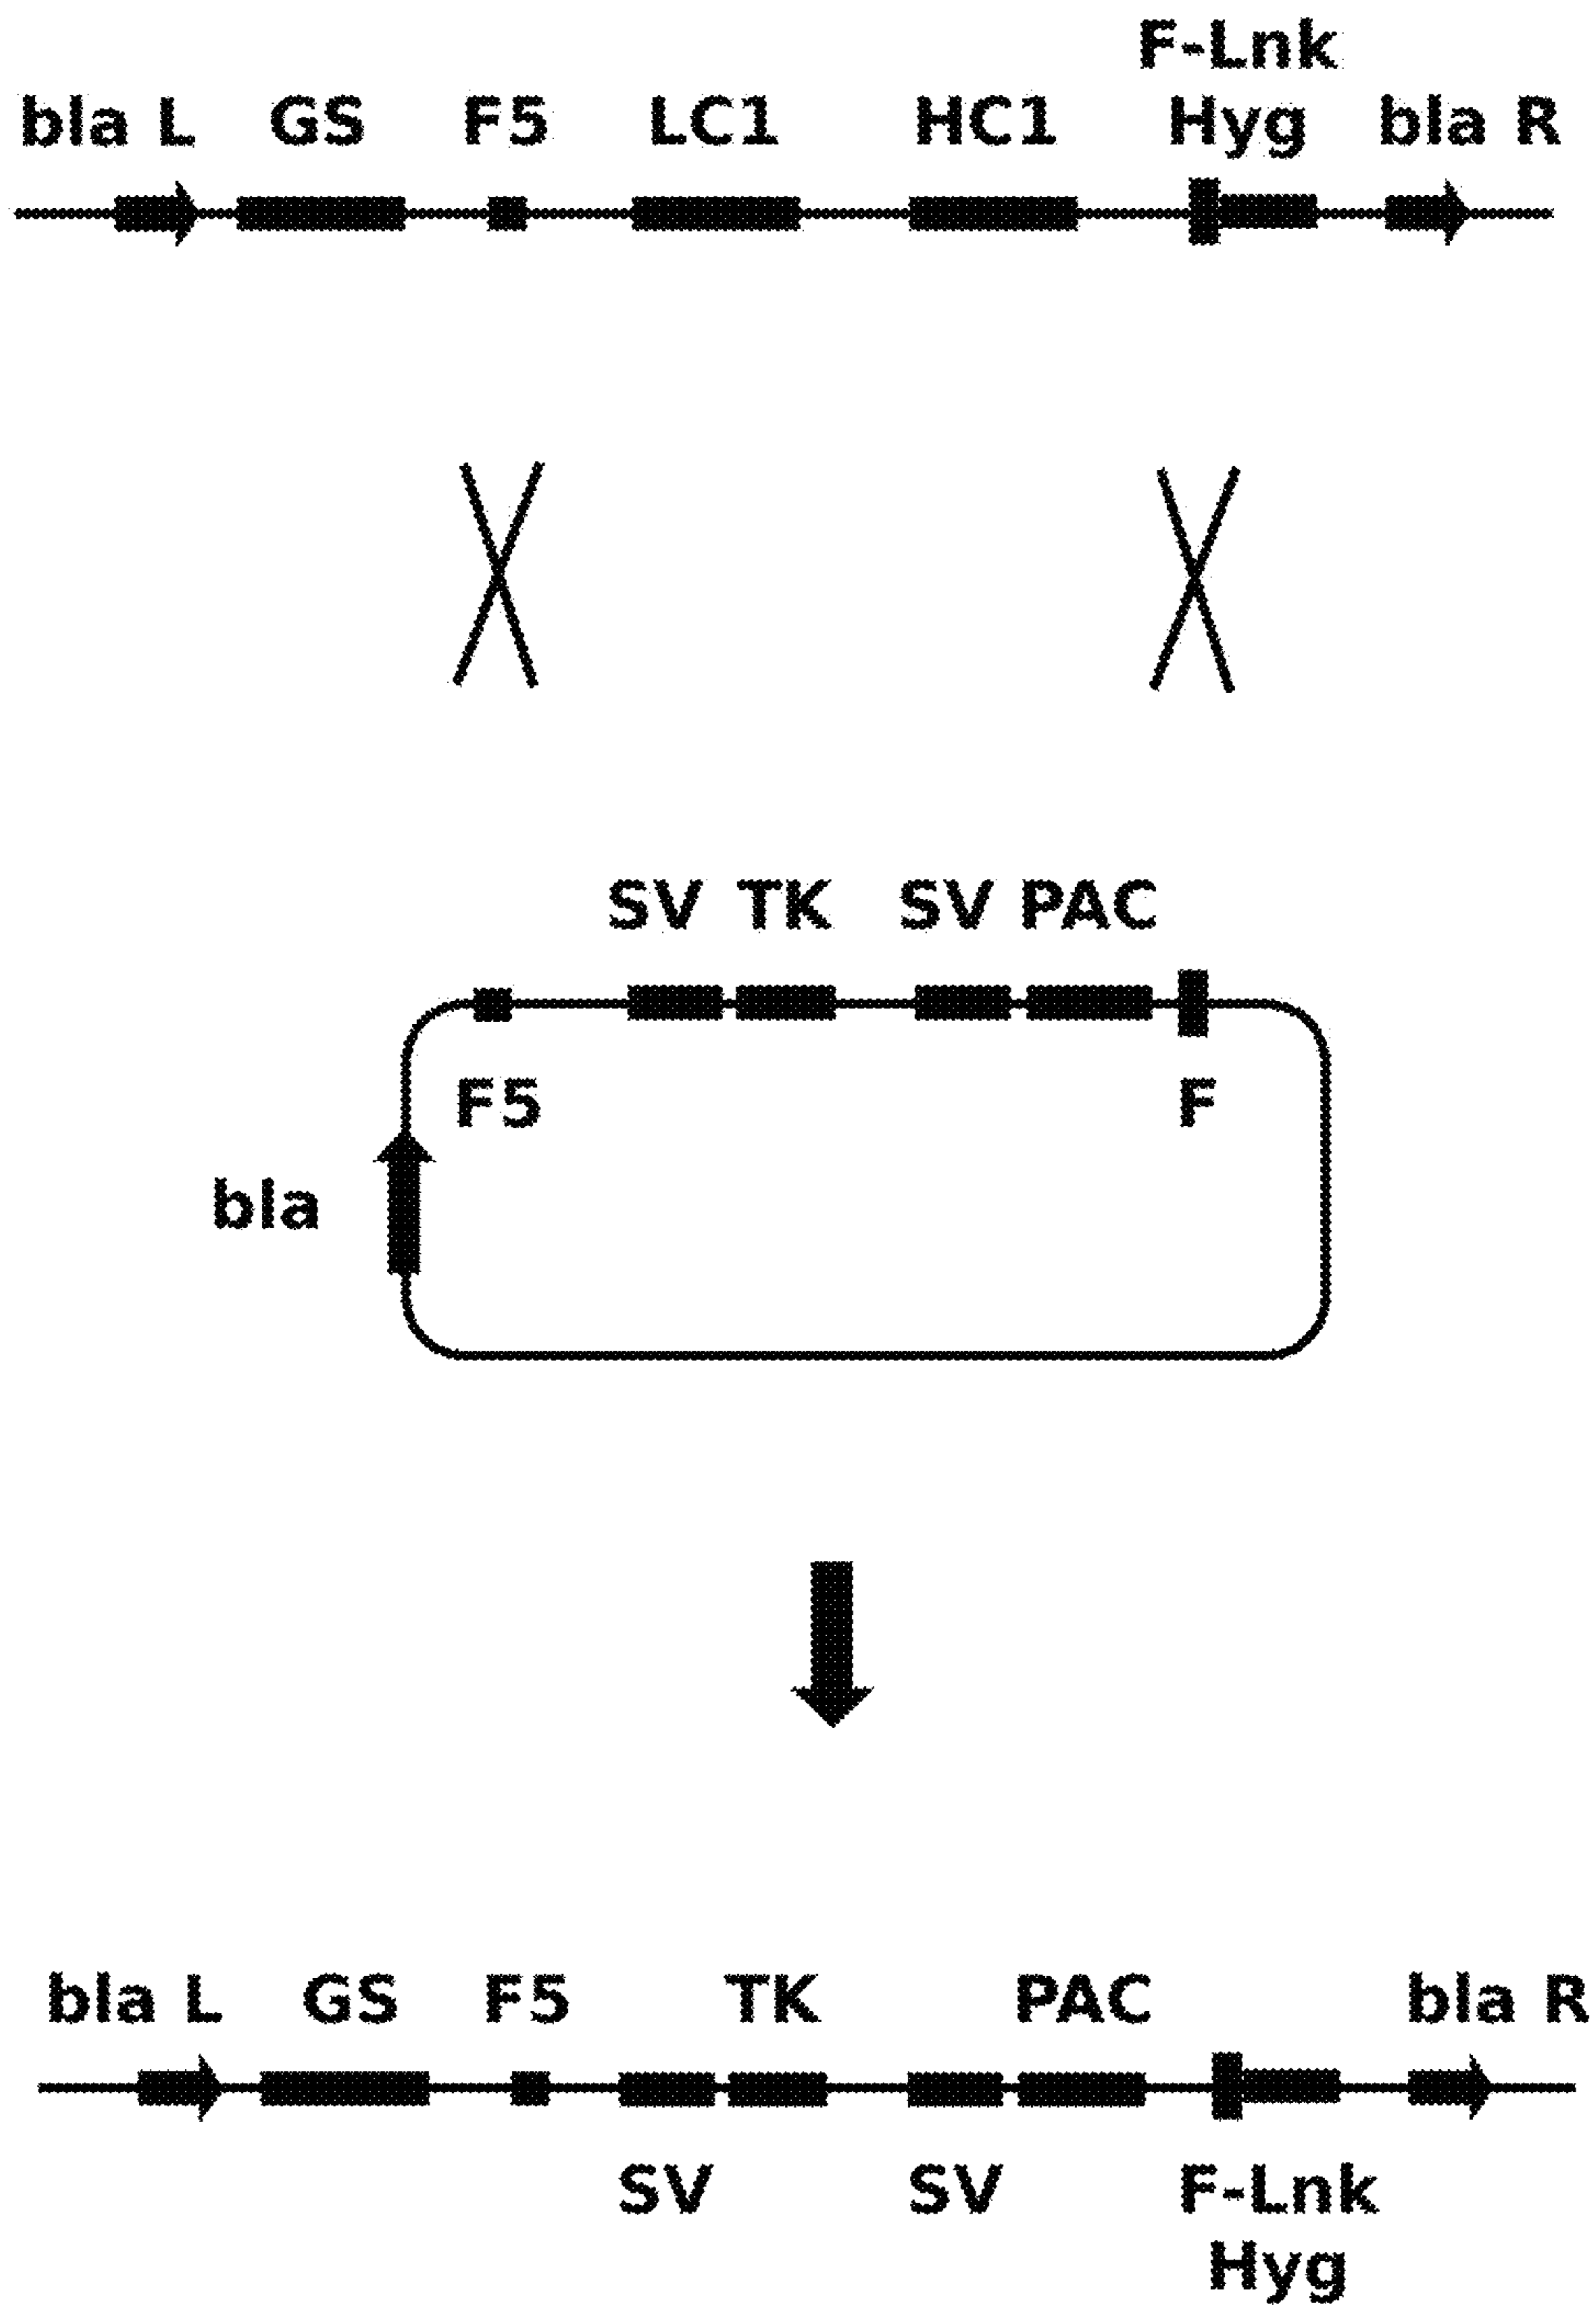 F-Lnk
bla L GS F5 LC1 HC1 Hyg bla R
SV TK SV PAC
F5 F
bla
bla L GS F5 TK PAC bla R
SV SV F-Lnk
Hyg